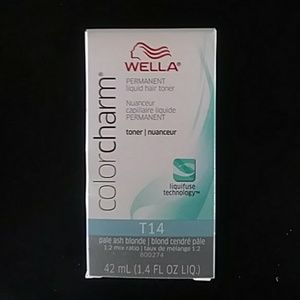 WELLA®
PERMANENT
liquid hair toner
Nuanceur
capillaire liquide
PERMANENT
toner | nuanceur
colorcharm®
liquifuse
technology™
T14
pale ash blonde | blond cendré pâle
1:2 mix ratio | taux de mélange 1:2
800274
42 mL (1.4 FL OZ LIQ.)